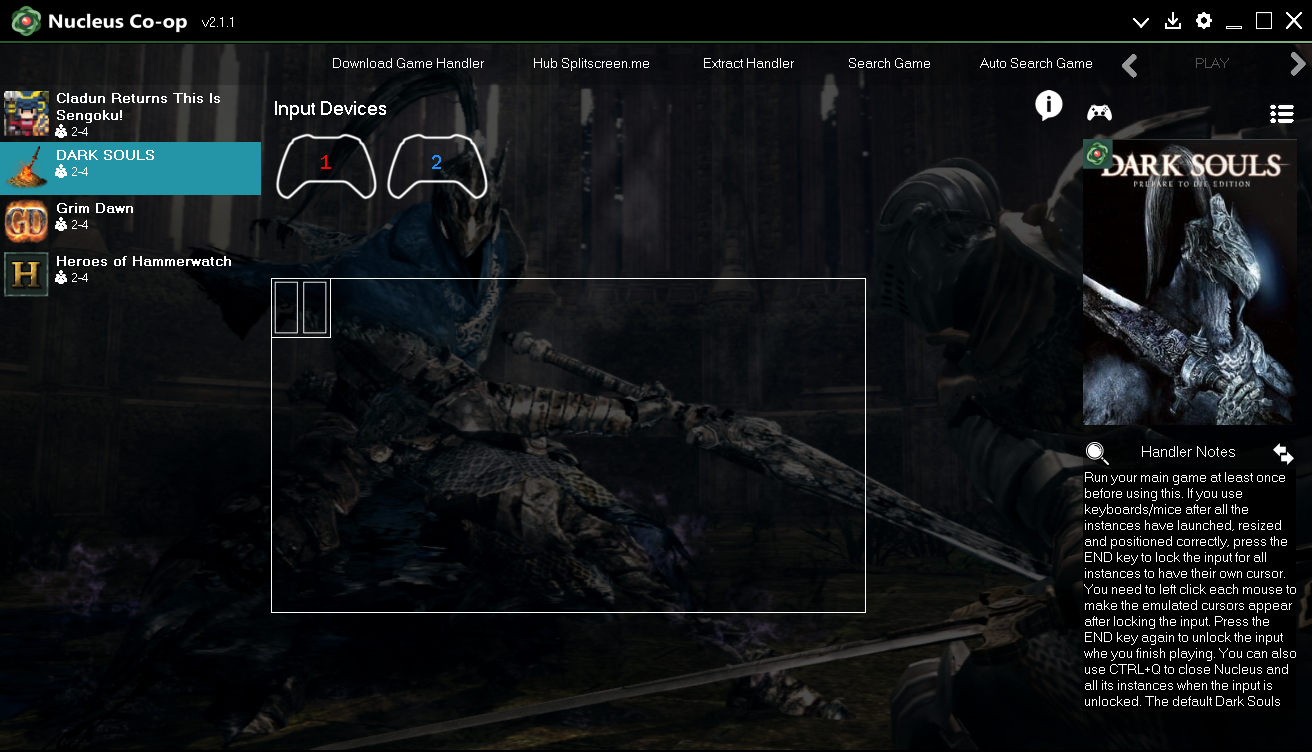 Nucleus Co-op v2.1.1
Download Game Handler Hub Splitscreen.me Extract Handler Search Game Auto Search Game PLAY
Cladun Returns This Is
Sengoku!
2-4
DARK SOULS
2-4
GD
Grim Dawn
2-4
H
Heroes of Hammerwatch
2-4
Input Devices
1 2
DARK SOULS
PREPARE TO DIE EDITION
Handler Notes
Run your main game at least once
before using this. If you use
keyboards/mice after all the
instances have launched, resized
and positioned correctly, press the
END key to lock the input for all
instances to have their own cursor.
You need to left click each mouse to
make the emulated cursors appear
after locking the input. Press the
END key again to unlock the input
whe you finish playing. You can also
use CTRL+Q to close Nucleus and
all its instances when the input is
unlocked. The default Dark Souls